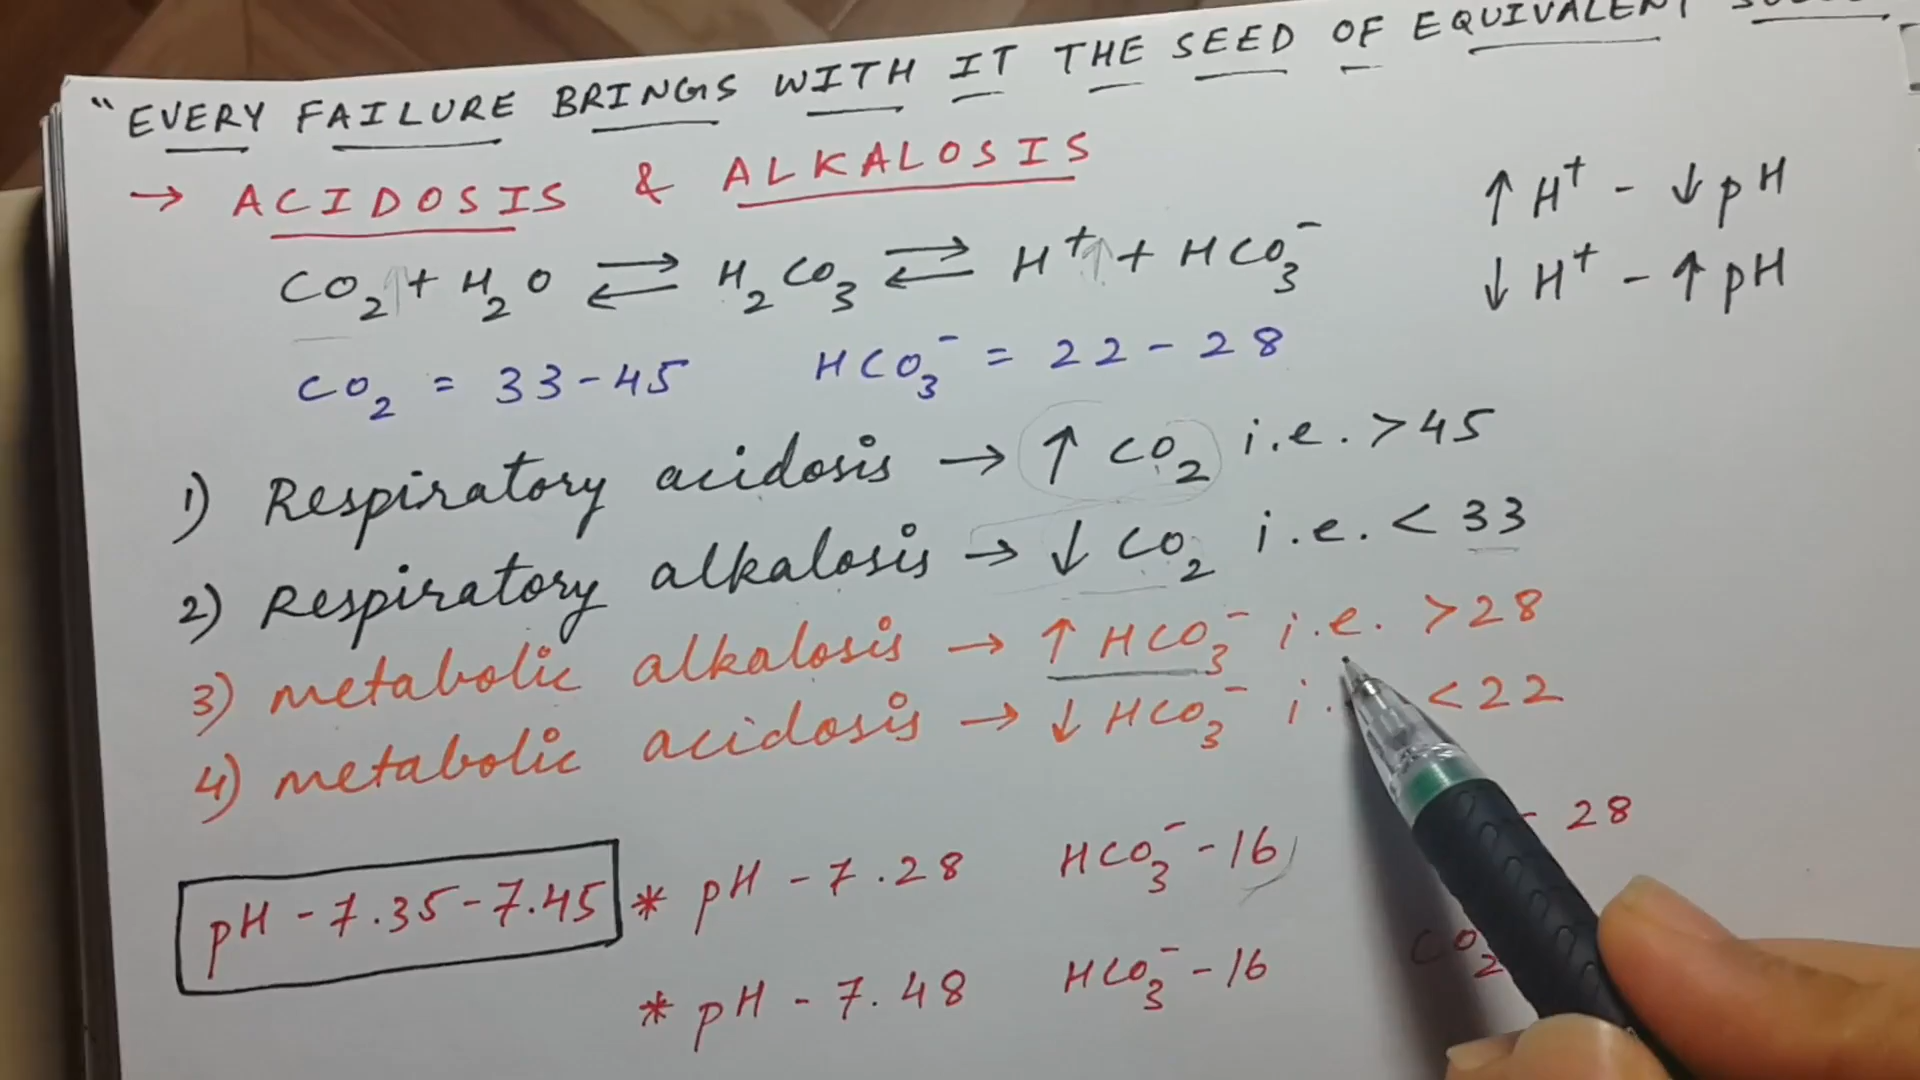 "EVERY FAILURE BRINGS WITH IT THE SEED OF EQUIVALENT
→ ACIDOSIS & ALKALOSIS
CO₂↑ + H₂O ⇌ H₂CO₃ ⇌ H⁺↑ + HCO₃⁻
↑ H⁺ - ↓ pH
↓ H⁺ - ↑ pH
CO₂ = 33-45 HCO₃⁻ = 22-28
1) Respiratory acidosis → ↑ CO₂ i.e. >45
2) Respiratory alkalosis → ↓ CO₂ i.e. < 33
3) metabolic alkalosis → ↑ HCO₃⁻ i.e. >28
4) metabolic acidosis → ↓ HCO₃⁻ i. <22
pH - 7.35-7.45
* pH - 7.28 HCO₃⁻ - 16 - 28
* pH - 7.48 HCO₃⁻ - 16 CO₂